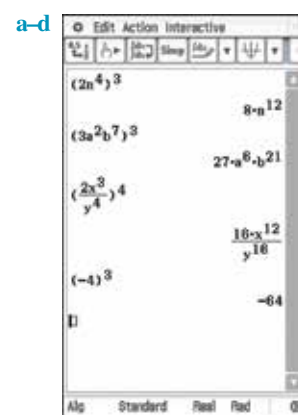 a–d
Edit Action Interactive
Simp
(2n⁴)³
8·n¹²
(3a²b⁷)³
27·a⁶·b²¹
(2x³/y⁴)⁴
16·x¹²/y¹⁶
(-4)³
-64
Alg Standard Real Rad